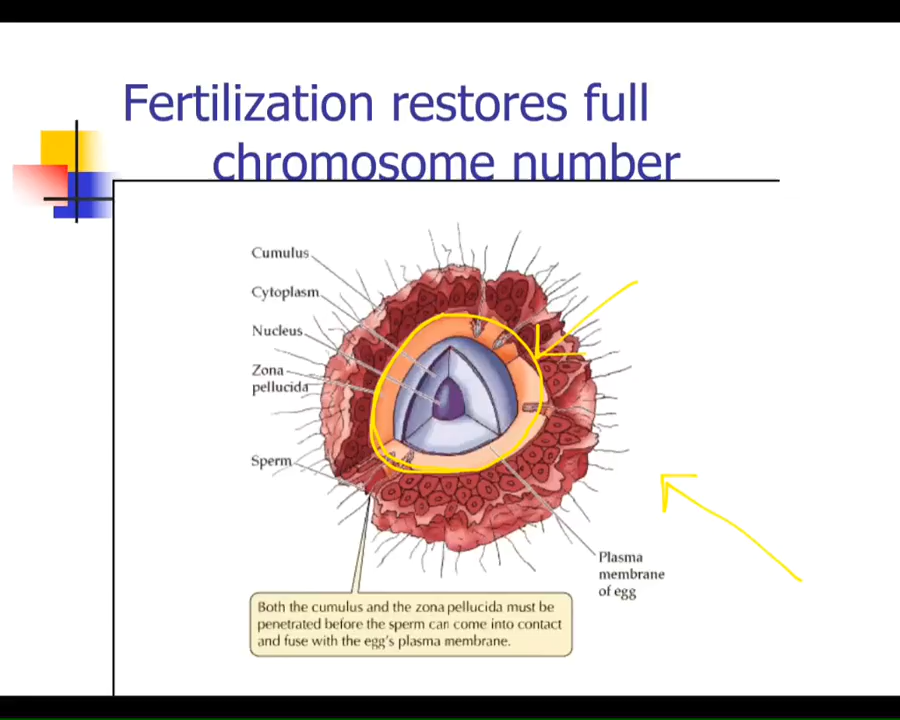 Fertilization restores full
chromosome number
Cumulus
Cytoplasm
Nucleus
Zona
pellucida
Sperm
Plasma
membrane
of egg
Both the cumulus and the zona pellucida must be
penetrated before the sperm can come into contact
and fuse with the egg's plasma membrane.